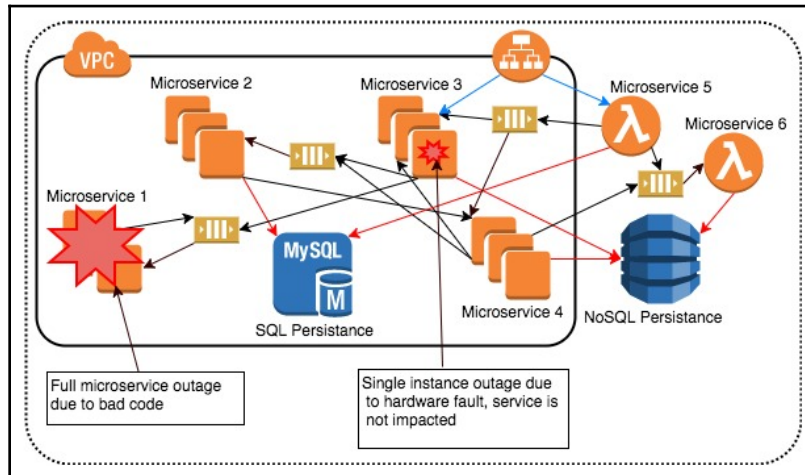 VPC
Microservice 2
Microservice 3
Microservice 5
Microservice 6
Microservice 1
MySQL
M
SQL Persistance
Microservice 4
NoSQL Persistance
Full microservice outage
due to bad code
Single instance outage due
to hardware fault, service is
not impacted